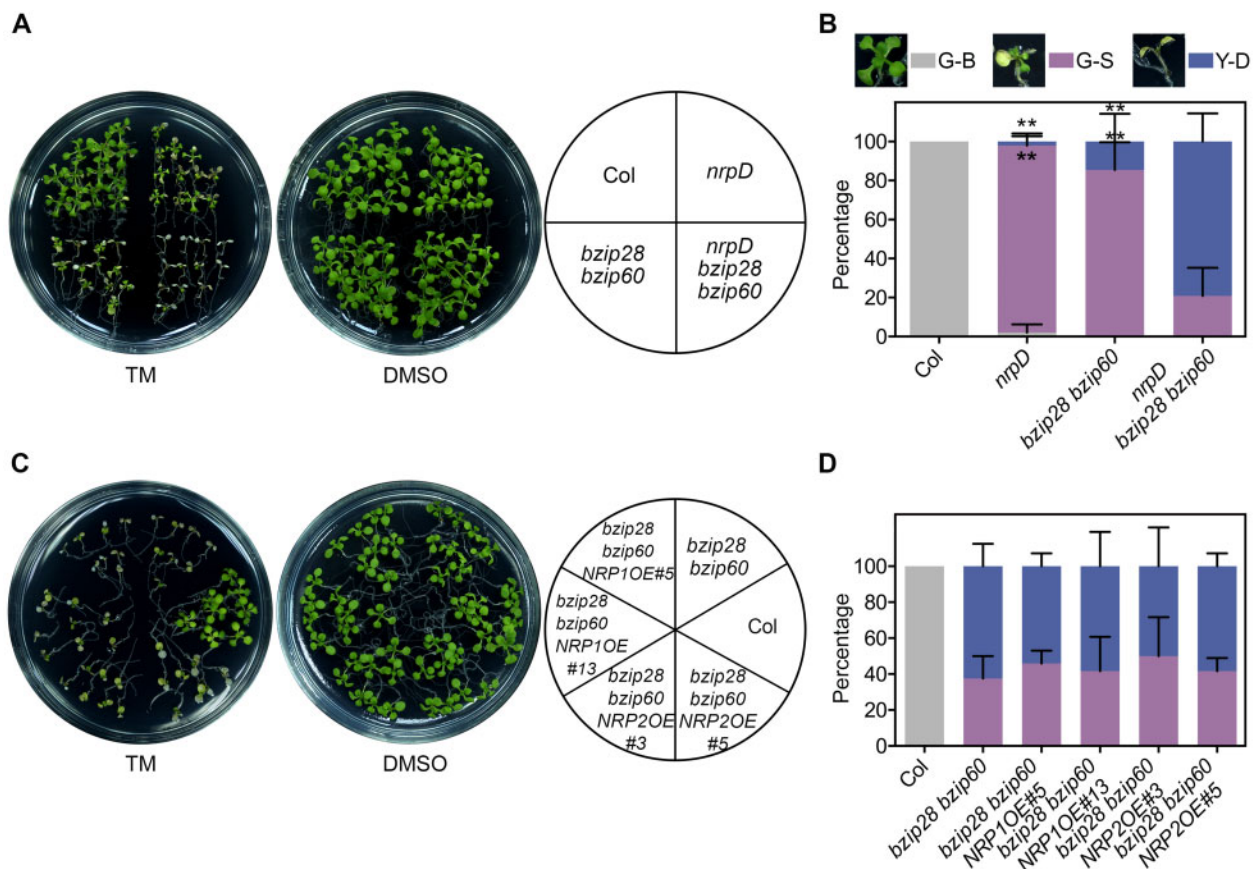 A
Col
nrpD
bzip28
bzip60
nrpD
bzip28
bzip60
TM
DMSO
B
G-B
G-S
Y-D
**
**
**
**
100
80
60
40
20
0
Percentage
Col
nrpD
bzip28 bzip60
nrpD
bzip28 bzip60
C
bzip28
bzip60
NRP1OE#5
bzip28
bzip60
Col
bzip28
bzip60
NRP1OE
#13
bzip28
bzip60
NRP2OE
#3
bzip28
bzip60
NRP2OE
#5
TM
DMSO
D
100
80
60
40
20
0
Percentage
Col
bzip28 bzip60
bzip28 bzip60
NRP1OE#5
bzip28 bzip60
NRP1OE#13
bzip28 bzip60
NRP2OE#3
bzip28 bzip60
NRP2OE#5